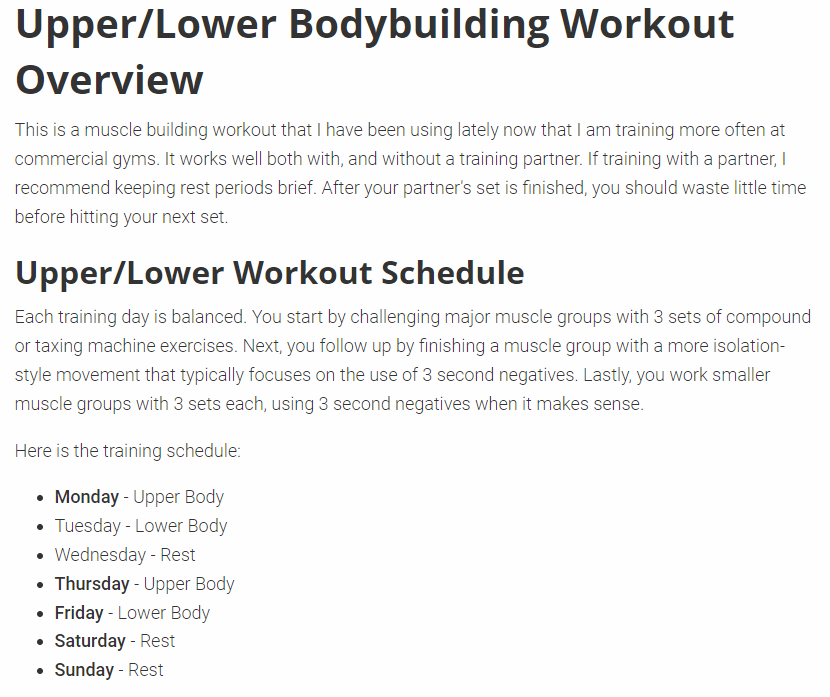 Upper/Lower Bodybuilding Workout
Overview
This is a muscle building workout that I have been using lately now that I am training more often at
commercial gyms. It works well both with, and without a training partner. If training with a partner, I
recommend keeping rest periods brief. After your partner's set is finished, you should waste little time
before hitting your next set.
Upper/Lower Workout Schedule
Each training day is balanced. You start by challenging major muscle groups with 3 sets of compound
or taxing machine exercises. Next, you follow up by finishing a muscle group with a more isolation-
style movement that typically focuses on the use of 3 second negatives. Lastly, you work smaller
muscle groups with 3 sets each, using 3 second negatives when it makes sense.
Here is the training schedule:
• Monday - Upper Body
• Tuesday - Lower Body
• Wednesday - Rest
• Thursday - Upper Body
• Friday - Lower Body
• Saturday - Rest
• Sunday - Rest